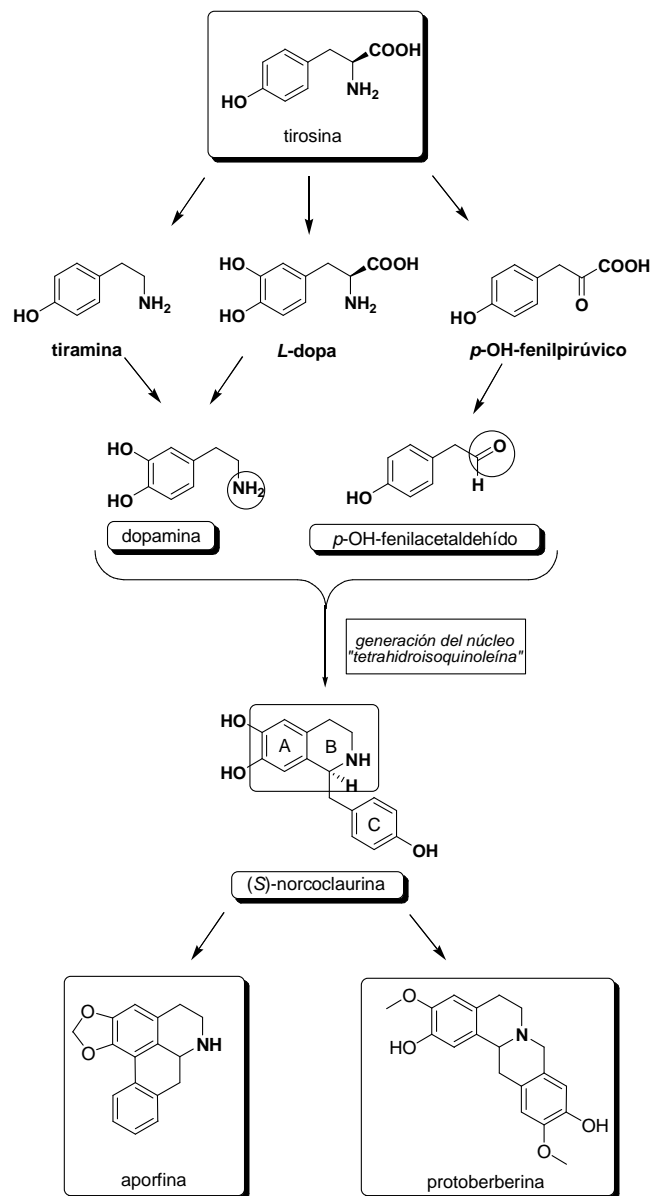 COOH
NH2
HO
tirosina
HO
NH2
tiramina
HO
HO
COOH
NH2
L-dopa
HO
COOH
O
p-OH-fenilpirúvico
HO
HO
NH2
dopamina
HO
O
H
p-OH-fenilacetaldehído
generación del núcleo
"tetrahidroisoquinoleína"
HO
HO
A
B
NH
H
C
OH
(S)-norcoclaurina
O
O
NH
aporfina
O
HO
N
OH
O
protoberberina